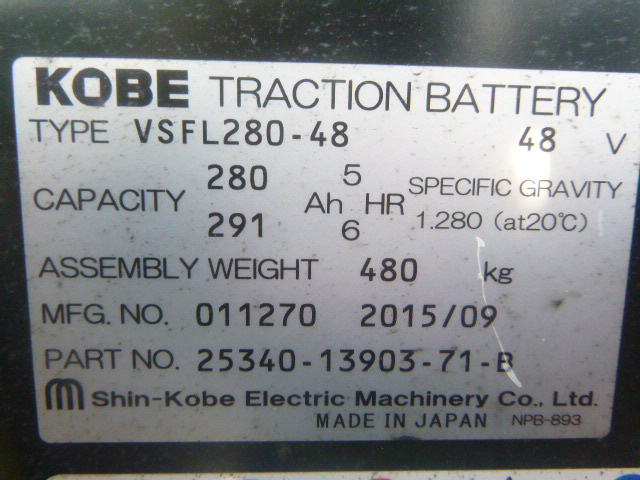 KOBE TRACTION BATTERY
TYPE VSFL280-48 48 V
CAPACITY 280 5 Ah HR SPECIFIC GRAVITY
291 6 1.280 (at20℃)
ASSEMBLY WEIGHT 480 kg
MFG. NO. 011270 2015/09
PART NO. 25340-13903-71-B
Shin-Kobe Electric Machinery Co., Ltd.
MADE IN JAPAN NPB-893